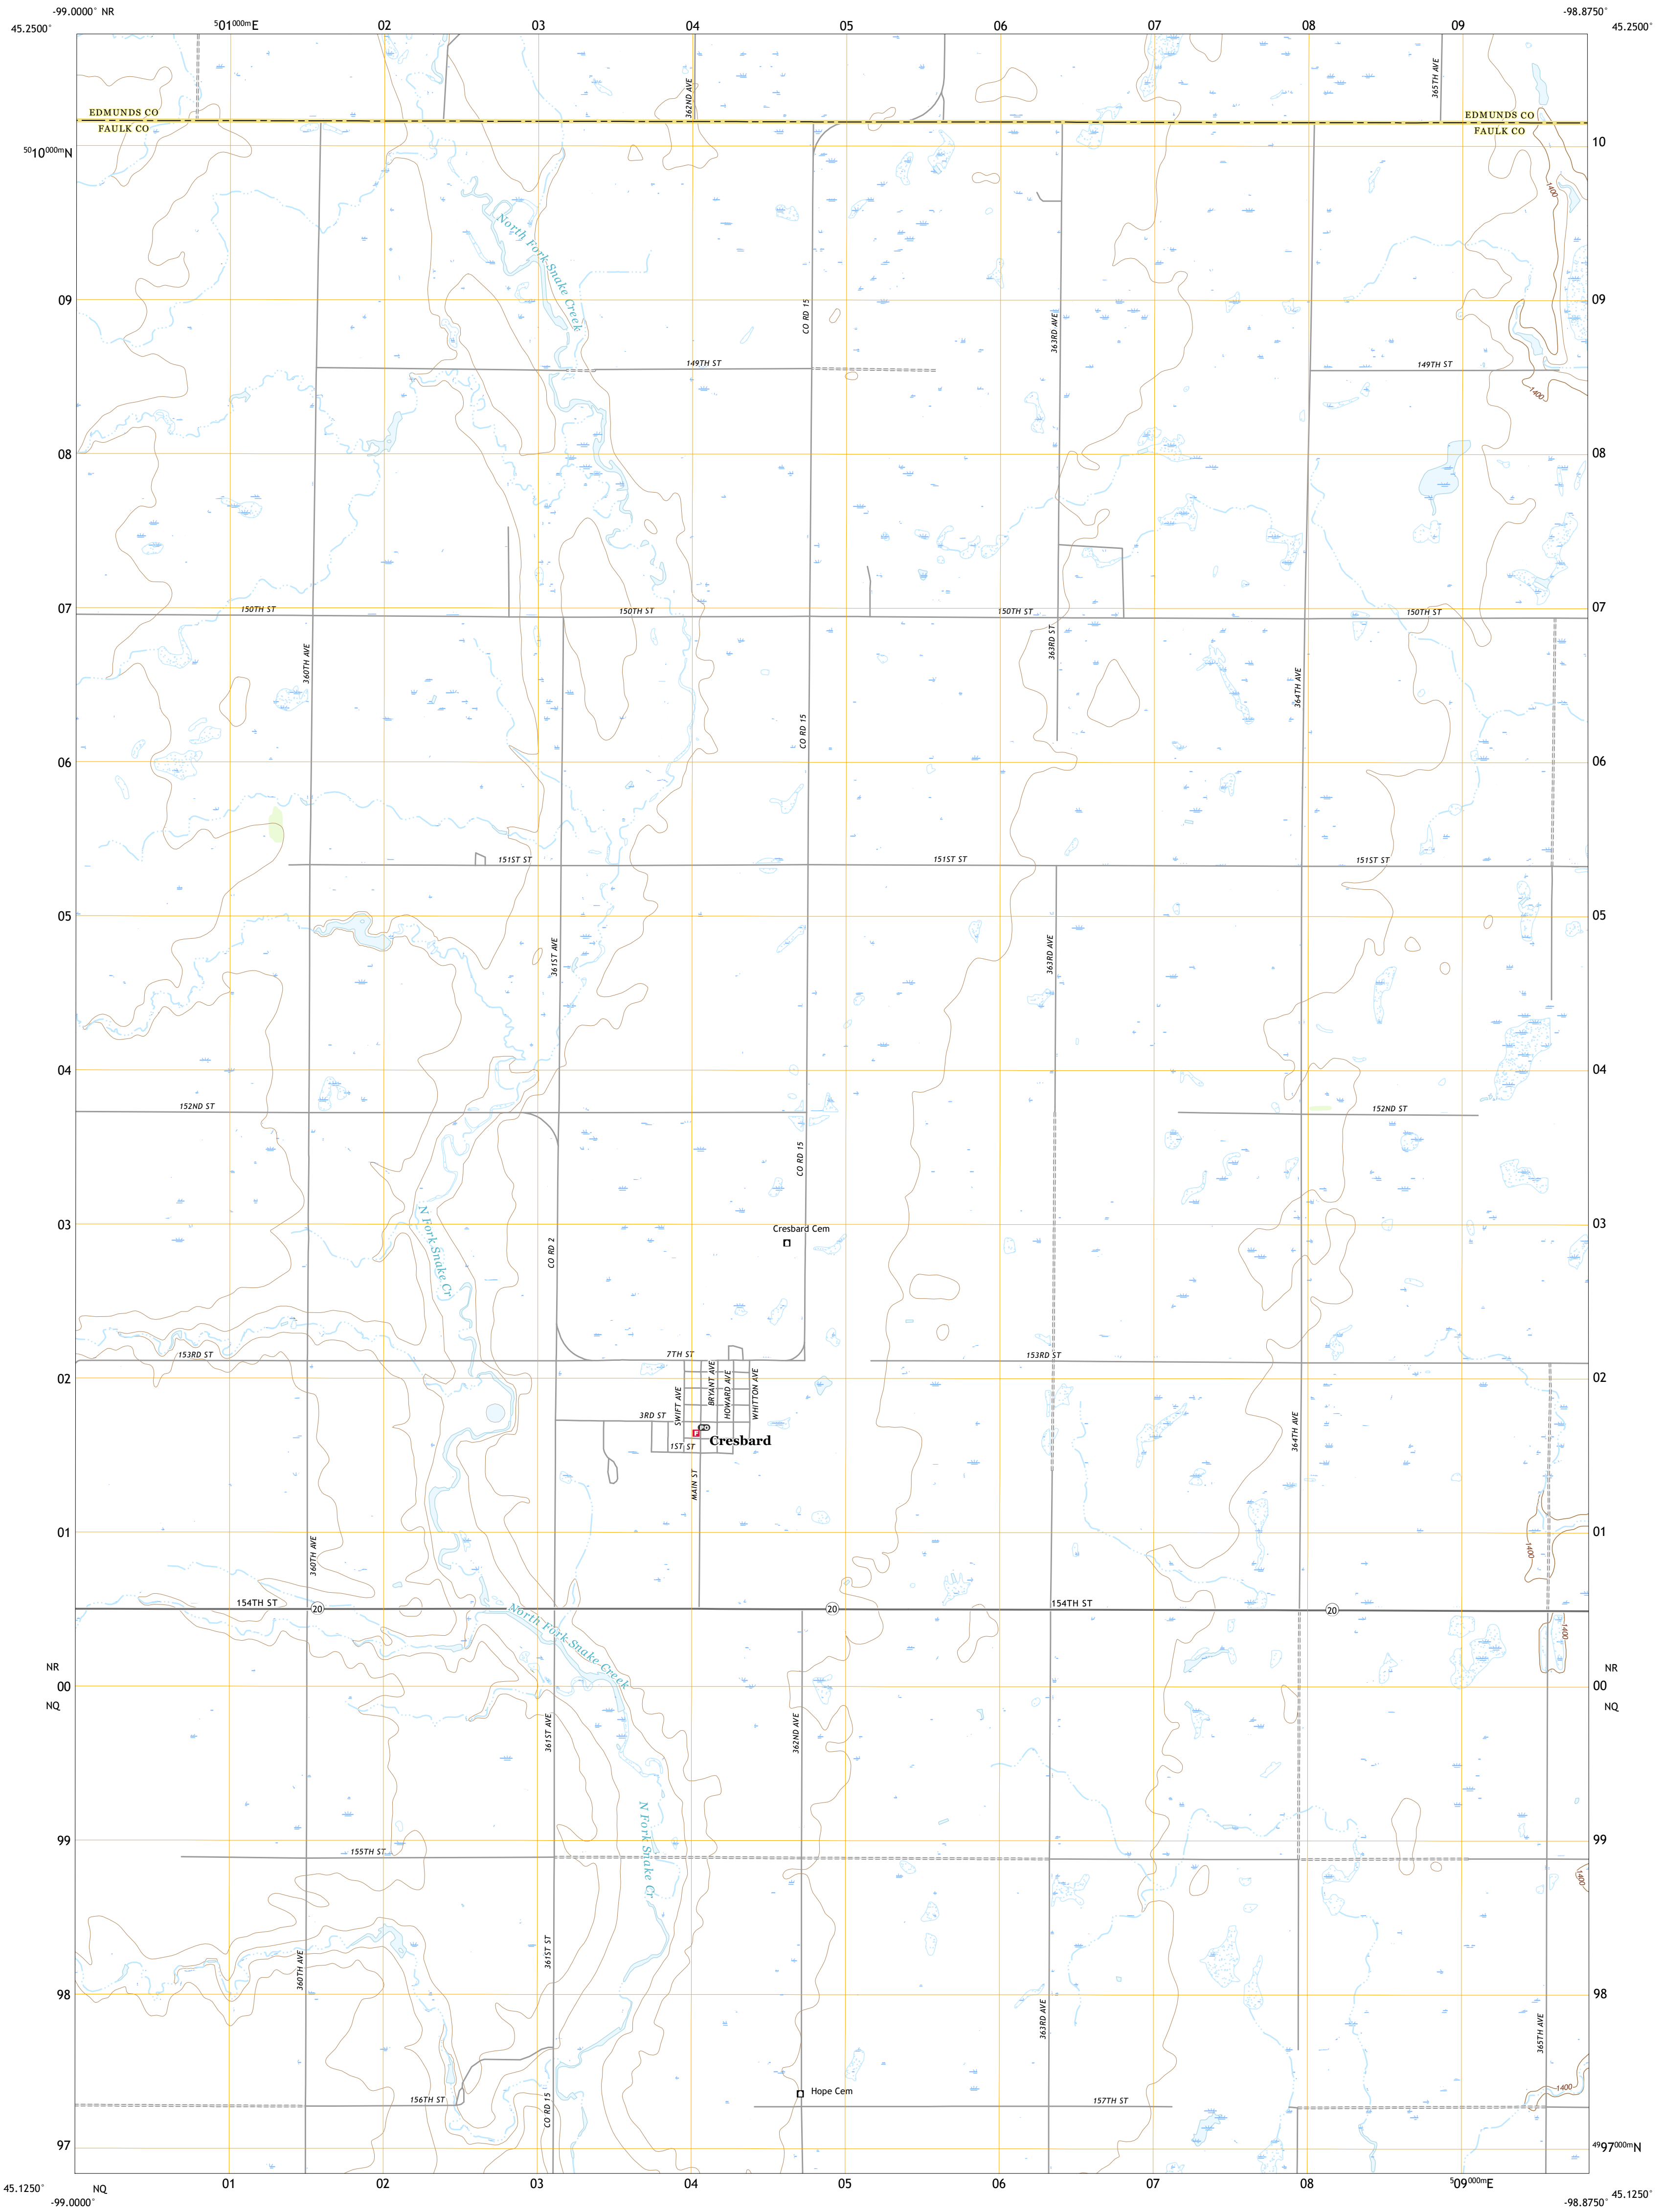 -99.0000° NR
501000mE
02
03
04
05
06
07
08
09
-98.8750°
45.2500°
45.2500°
362ND AVE
365TH AVE
EDMUNDS CO
FAULK CO
EDMUNDS CO
FAULK CO
5010000mN
10
1400
North Fork Snake Creek
09
CO RD 15
363RD AVE
09
149TH ST
149TH ST
1400
08
08
07
150TH ST
150TH ST
150TH ST
150TH ST
07
360TH AVE
363RD ST
364TH AVE
CO RD 15
06
06
151ST ST
151ST ST
151ST ST
05
05
361ST AVE
363RD AVE
04
04
152ND ST
152ND ST
CO RD 15
03
N Fork Snake Cr
Cresbard Cem
03
CO RD 2
153RD ST
7TH ST
153RD ST
02
SWIFT AVE
BRYANT AVE
HOWARD AVE
WHITTON AVE
02
3RD ST
PO
F
Cresbard
1ST ST
364TH AVE
MAIN ST
01
360TH AVE
1400
01
154TH ST
20
20
154TH ST
20
North Fork Snake Creek
1400
NR
NR
00
00
NQ
NQ
361ST AVE
362ND AVE
N Fork Snake Cr
99
99
155TH ST
1400
361ST ST
360TH AVE
98
98
363RD AVE
365TH AVE
Hope Cem
1400
156TH ST
CO RD 15
157TH ST
97
4997000mN
45.1250°
NQ
01
02
03
04
05
06
07
08
509000mE
45.1250°
-99.0000°
-98.8750°